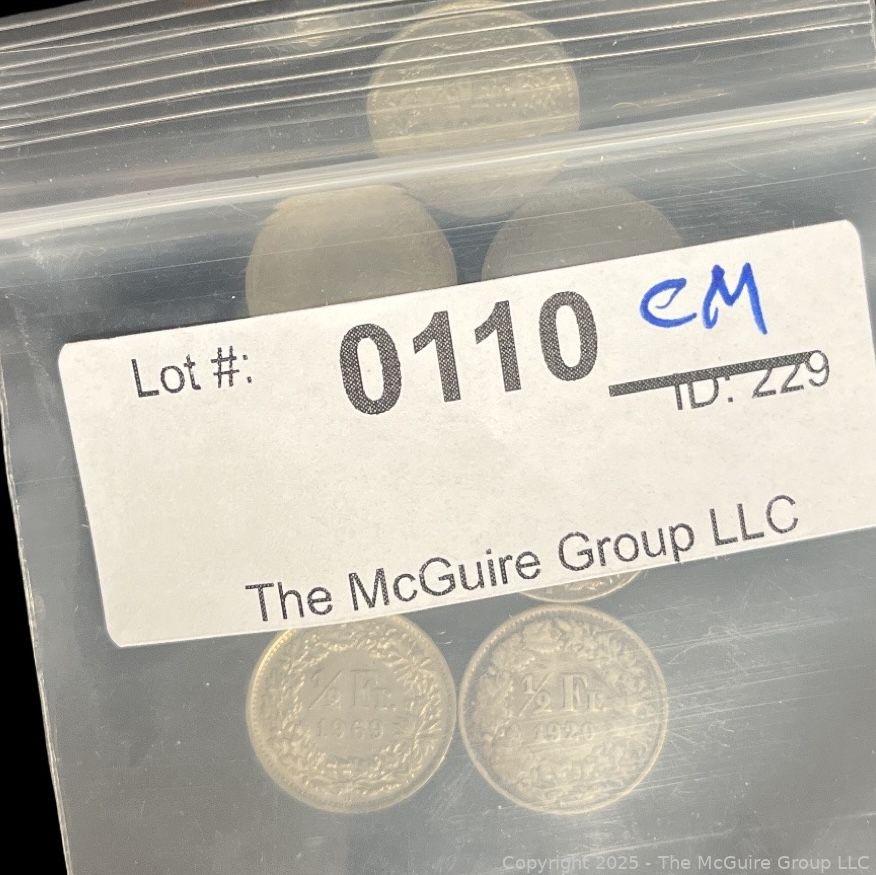 CM
Lot #: 0110 ID: 229
The McGuire Group LLC
½ Fr. ½ Fr.
1969 1920
Copyright 2025 - The McGuire Group LLC